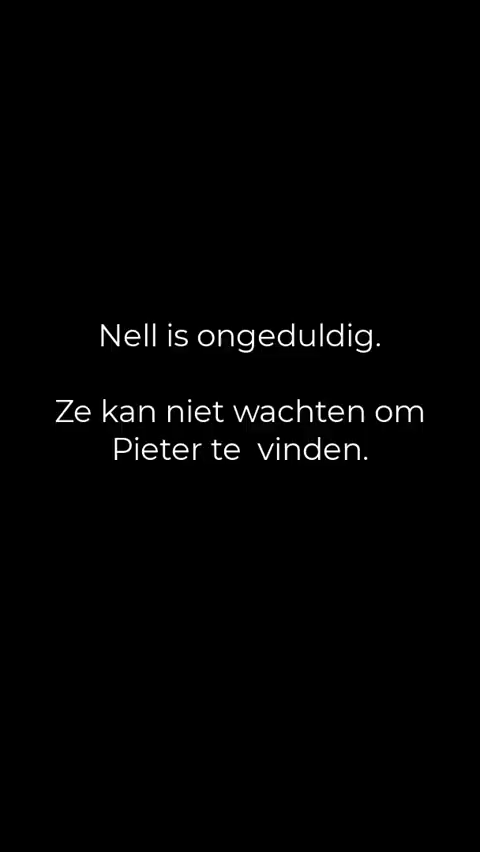 Nell is ongeduldig.
Ze kan niet wachten om
Pieter te  vinden.